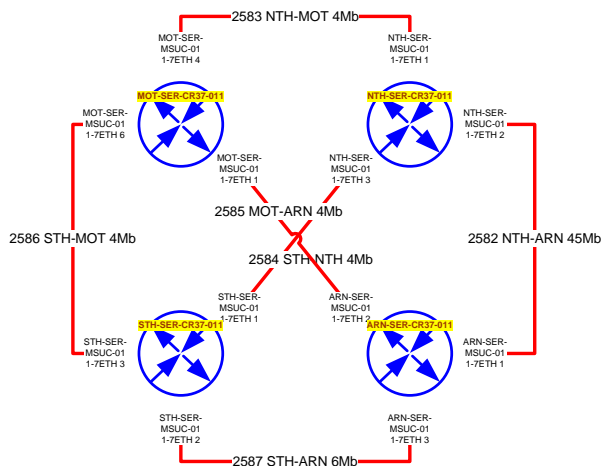 2583 NTH-MOT 4Mb
MOT-SER-
MSUC-01
1-7ETH 4
NTH-SER-
MSUC-01
1-7ETH 1
MOT-SER-CR37-011
NTH-SER-CR37-011
MOT-SER-
MSUC-01
1-7ETH 6
NTH-SER-
MSUC-01
1-7ETH 2
MOT-SER-
MSUC-01
1-7ETH 1
NTH-SER-
MSUC-01
1-7ETH 3
2585 MOT-ARN 4Mb
2586 STH-MOT 4Mb
2582 NTH-ARN 45Mb
2584 STH-NTH 4Mb
STH-SER-
MSUC-01
1-7ETH 1
ARN-SER-
MSUC-01
1-7ETH 2
STH-SER-CR37-011
ARN-SER-CR37-011
STH-SER-
MSUC-01
1-7ETH 3
ARN-SER-
MSUC-01
1-7ETH 1
STH-SER-
MSUC-01
1-7ETH 2
ARN-SER-
MSUC-01
1-7ETH 3
2587 STH-ARN 6Mb